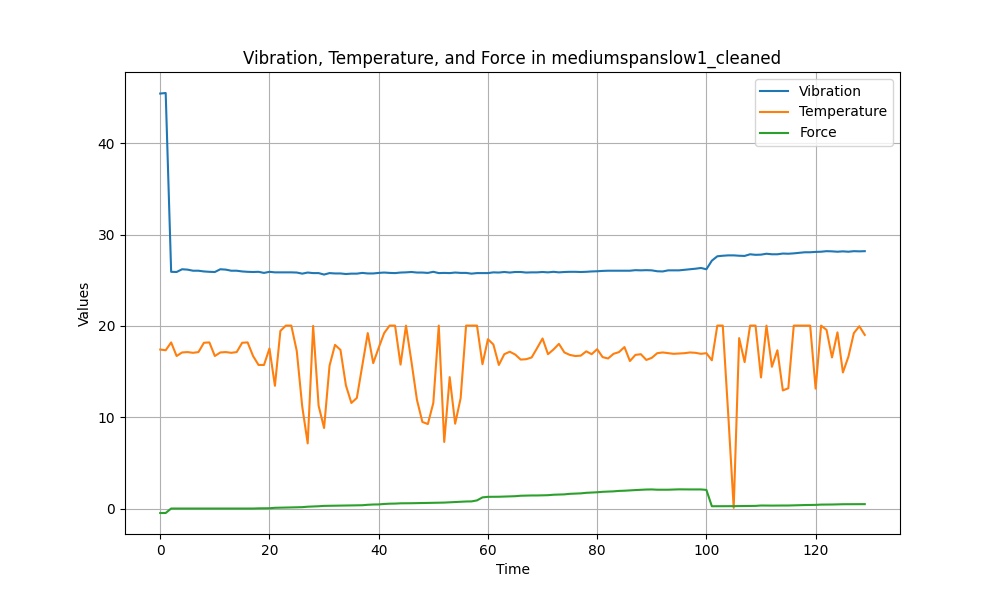 Vibration, Temperature, and Force in mediumspanslow1_cleaned
Vibration
Temperature
Force
40
30
20
10
0
Values
0 20 40 60 80 100 120
Time